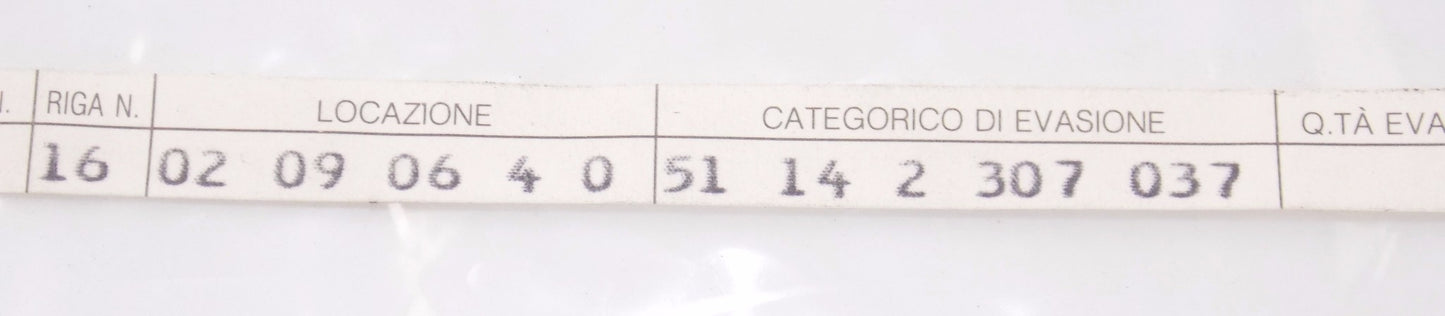 RIGA N. LOCAZIONE CATEGORICO DI EVASIONE Q.TÀ EVA
16 02 09 06 4 0 51 14 2 307 037